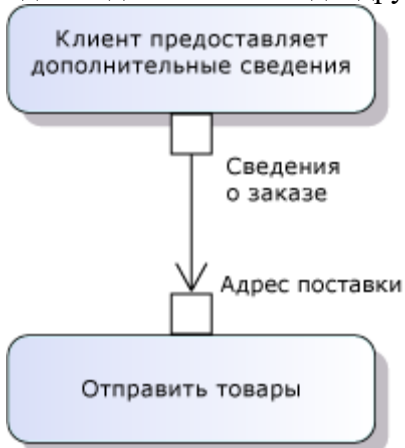 Клиент предоставляет
дополнительные сведения
Сведения
о заказе
Адрес поставки
Отправить товары